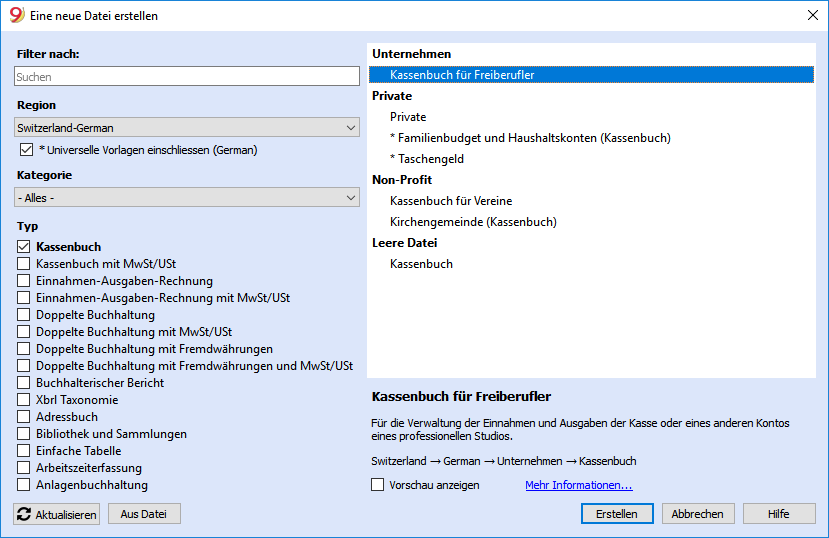 Eine neue Datei erstellen
Filter nach:
Suchen
Region
Switzerland-German
* Universelle Vorlagen einschliessen (German)
Kategorie
- Alles -
Typ
Kassenbuch
Kassenbuch mit MwSt/USt
Einnahmen-Ausgaben-Rechnung
Einnahmen-Ausgaben-Rechnung mit MwSt/USt
Doppelte Buchhaltung
Doppelte Buchhaltung mit MwSt/USt
Doppelte Buchhaltung mit Fremdwährungen
Doppelte Buchhaltung mit Fremdwährungen und MwSt/USt
Buchhalterischer Bericht
Xbrl Taxonomie
Adressbuch
Bibliothek und Sammlungen
Einfache Tabelle
Arbeitszeiterfassung
Anlagenbuchhaltung
Aktualisieren
Aus Datei
Unternehmen
Kassenbuch für Freiberufler
Private
Private
* Familienbudget und Haushaltskonten (Kassenbuch)
* Taschengeld
Non-Profit
Kassenbuch für Vereine
Kirchengemeinde (Kassenbuch)
Leere Datei
Kassenbuch
Kassenbuch für Freiberufler
Für die Verwaltung der Einnahmen und Ausgaben der Kasse oder eines anderen Kontos
eines professionellen Studios.
Switzerland → German → Unternehmen → Kassenbuch
Vorschau anzeigen
Mehr Informationen...
Erstellen
Abbrechen
Hilfe